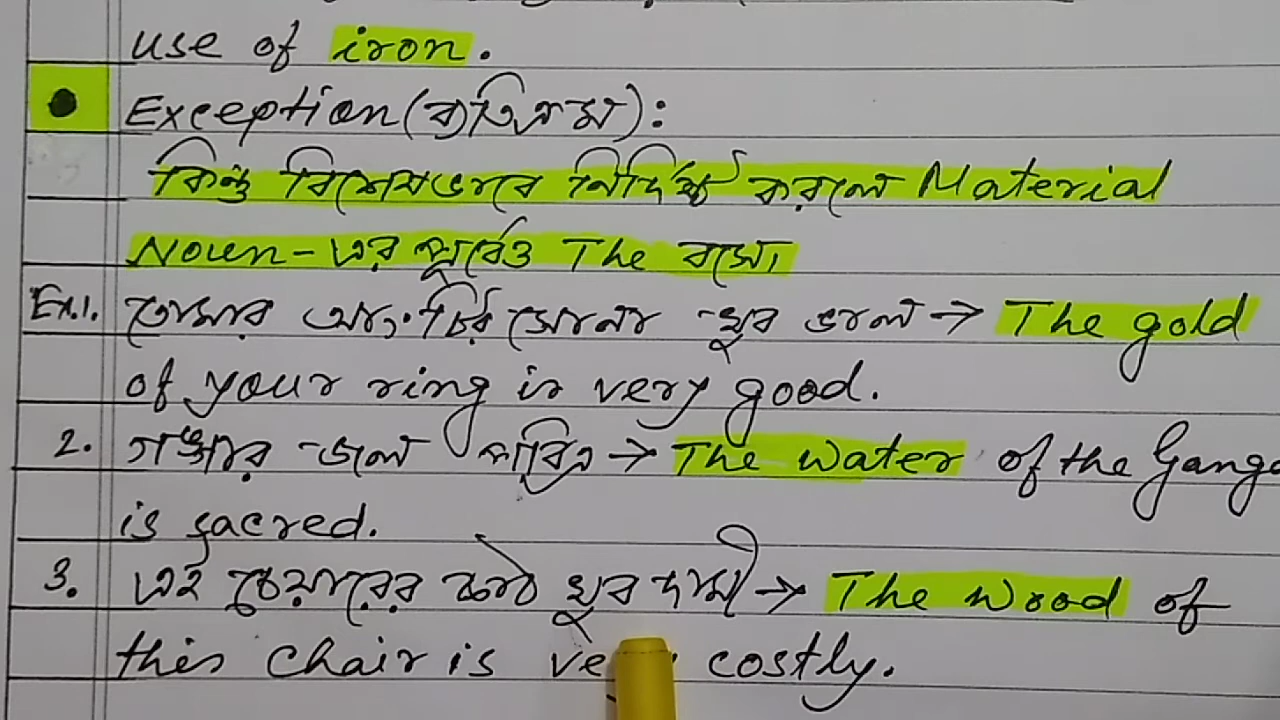 use of iron.
Exception (ব্যতিক্রম):
কিন্তু বিশেষভাবে নির্দিষ্ট করলে Material
Noun-এর পূর্বেও The বসে।
Ex.1. তোমার আংটির সোনা খুব ভালো → The gold
of your ring is very good.
2. গঙ্গার জল পবিত্র → The water of the Gang
is sacred.
3. এই চেয়ারের কাঠ খুব দামী → The wood of
this chair is costly.